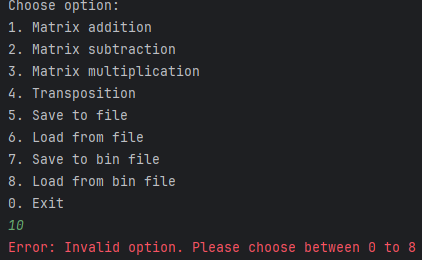 Choose option:
1. Matrix addition
2. Matrix subtraction
3. Matrix multiplication
4. Transposition
5. Save to file
6. Load from file
7. Save to bin file
8. Load from bin file
0. Exit
10
Error: Invalid option. Please choose between 0 to 8